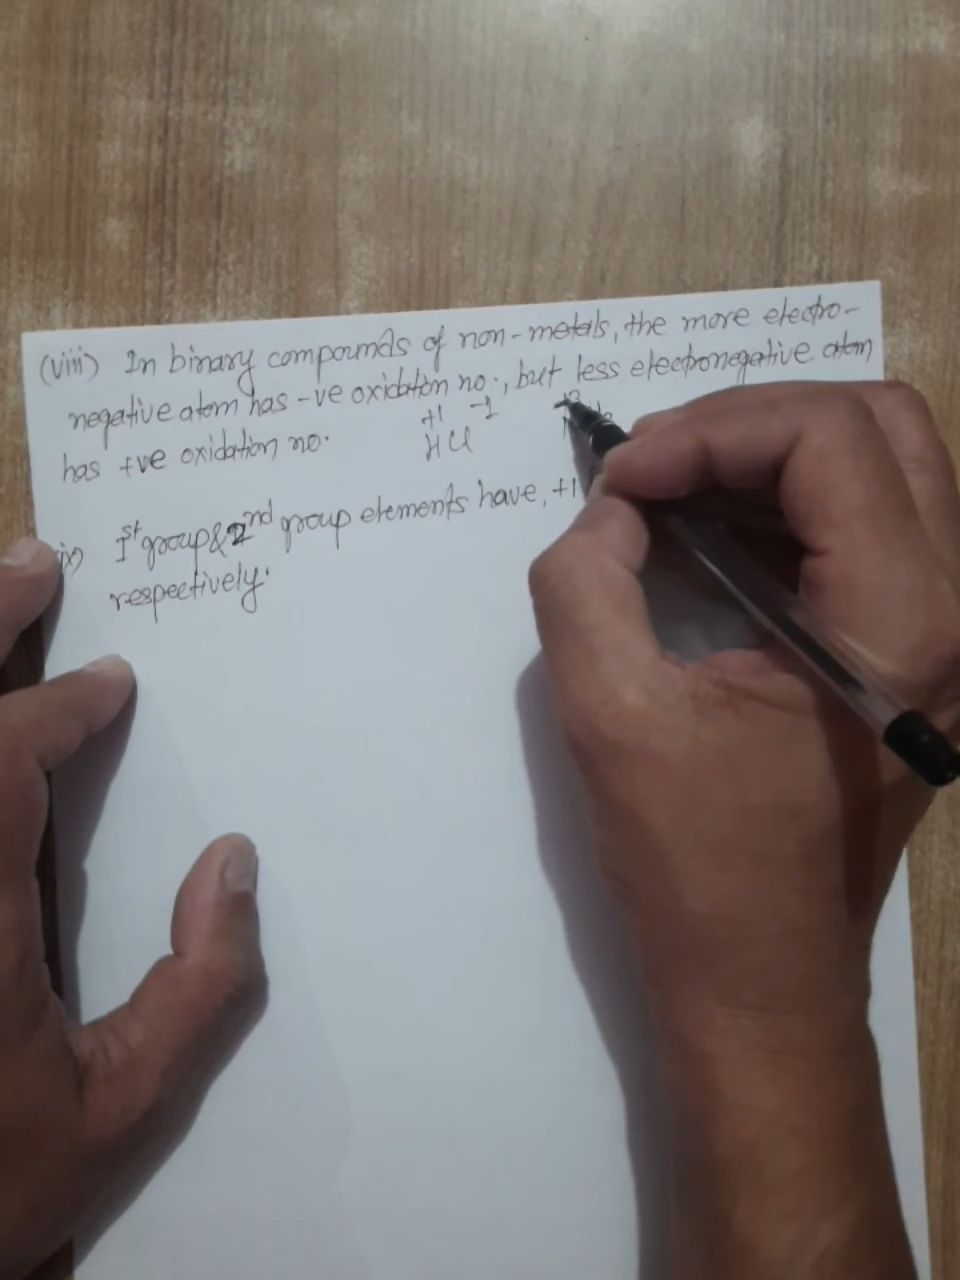 (viii) In binary compounds of non-metals, the more electro-
negative atom has -ve oxidation no., but less electronegative atom
has +ve oxidation no.
+1 -1
HCl
ix) 1st group & 2nd group elements have, +1
respectively.